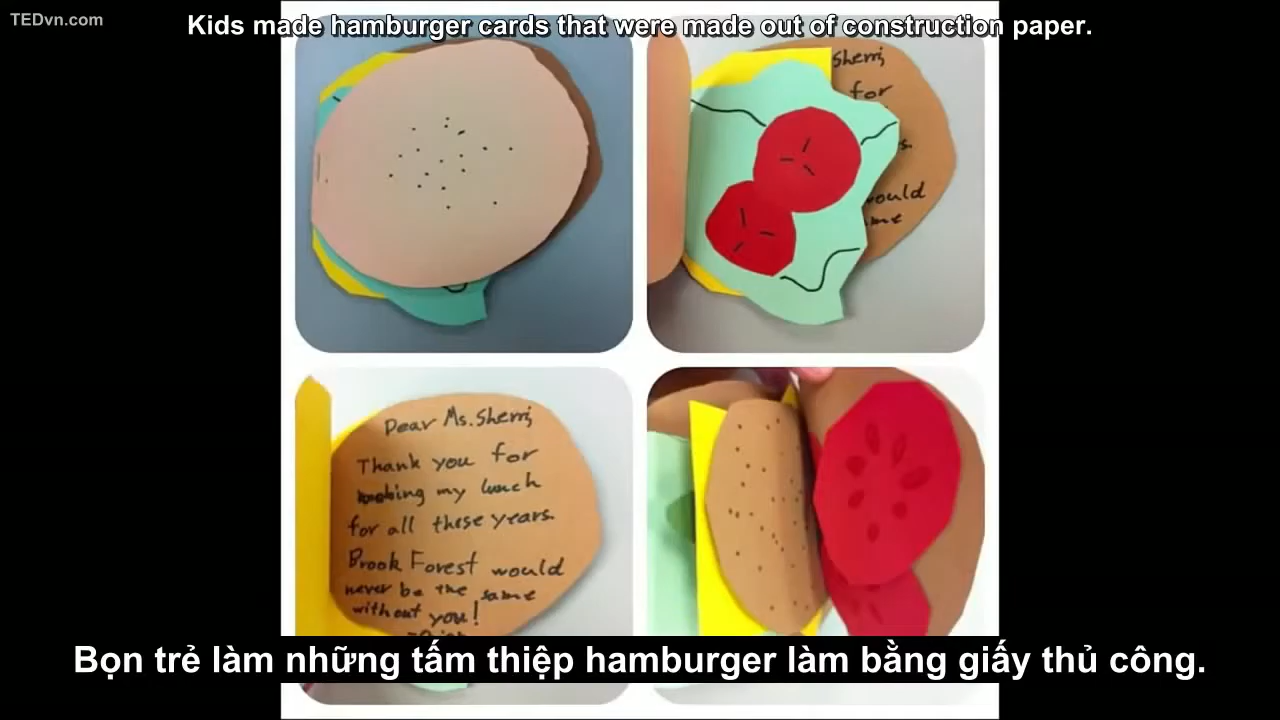 TEDvn.com
Kids made hamburger cards that were made out of construction paper.
Sherri,
for
would
Dear Ms. Sherri,
Thank you for
making my lunch
for all these years.
Brook Forest would
never be the same
without you!
Bọn trẻ làm những tấm thiệp hamburger làm bằng giấy thủ công.